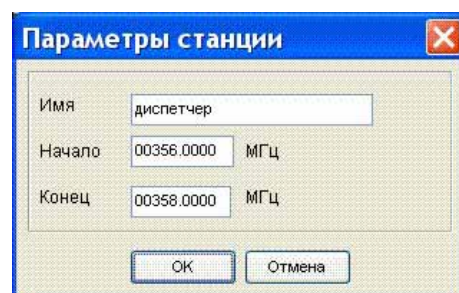 Параметры станции
Имя диспетчер
Начало 00356.0000 МГц
Конец 00358.0000 МГц
OK Отмена